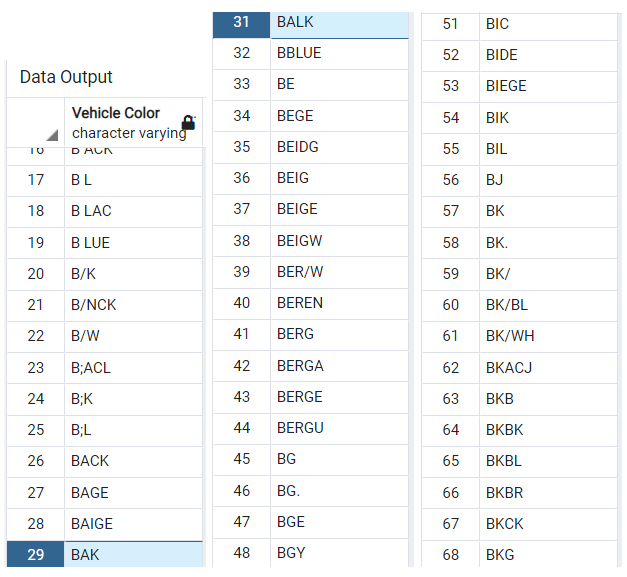 Data Output
Vehicle Color
character varying
16 B ACK
17 B L
18 B LAC
19 B LUE
20 B/K
21 B/NCK
22 B/W
23 B;ACL
24 B;K
25 B;L
26 BACK
27 BAGE
28 BAIGE
29 BAK
31 BALK
32 BBLUE
33 BE
34 BEGE
35 BEIDG
36 BEIG
37 BEIGE
38 BEIGW
39 BER/W
40 BEREN
41 BERG
42 BERGA
43 BERGE
44 BERGU
45 BG
46 BG.
47 BGE
48 BGY
51 BIC
52 BIDE
53 BIEGE
54 BIK
55 BIL
56 BJ
57 BK
58 BK.
59 BK/
60 BK/BL
61 BK/WH
62 BKACJ
63 BKB
64 BKBK
65 BKBL
66 BKBR
67 BKCK
68 BKG